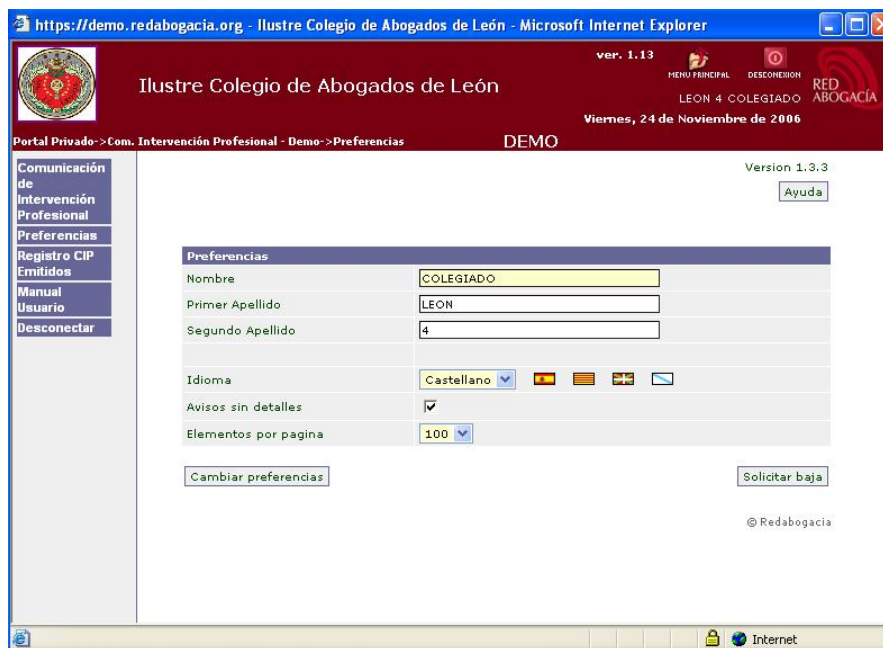 https://demo.redabogacia.org - Ilustre Colegio de Abogados de León - Microsoft Internet Explorer
ver. 1.13
MENU PRINCIPAL
DESCONEXION
Ilustre Colegio de Abogados de León
RED
ABOGACÍA
LEON 4 COLEGIADO
Viernes, 24 de Noviembre de 2006
Portal Privado->Com. Intervención Profesional - Demo->Preferencias
DEMO
Comunicación
de
Intervención
Profesional
Preferencias
Registro CIP
Emitidos
Manual
Usuario
Desconectar
Version 1.3.3
Ayuda
Preferencias
Nombre COLEGIADO
Primer Apellido LEON
Segundo Apellido 4
Idioma Castellano
Avisos sin detalles
Elementos por pagina 100
Cambiar preferencias
Solicitar baja
© Redabogacia
Internet